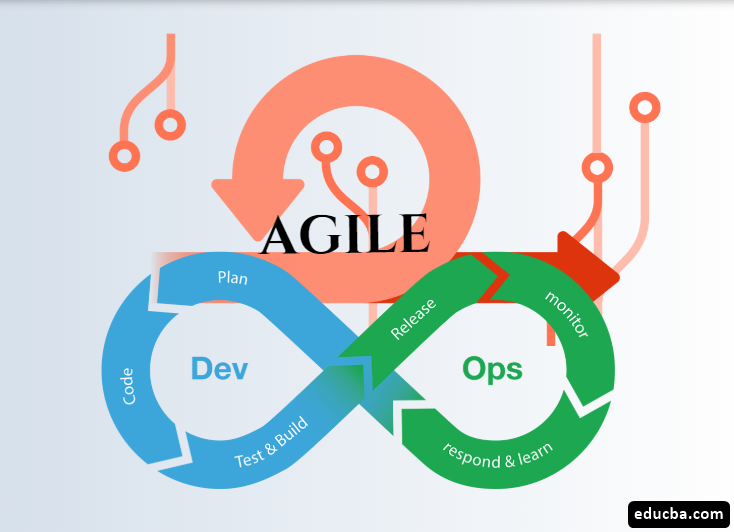 AGILE
Plan
Code
Dev
Test & Build
Release
Ops
monitor
respond & learn
educba.com